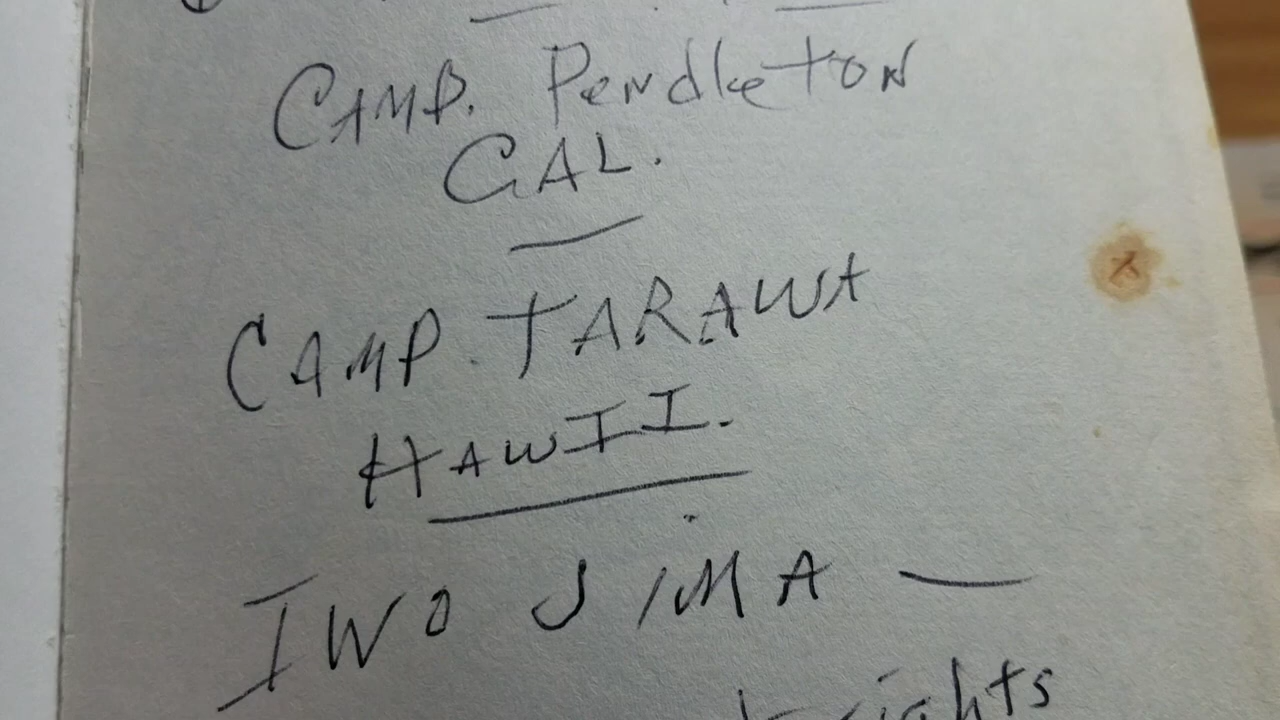 CAMP. Pendleton
CAL.
CAMP. TARAWA
HAWII.
IWO JIMA —